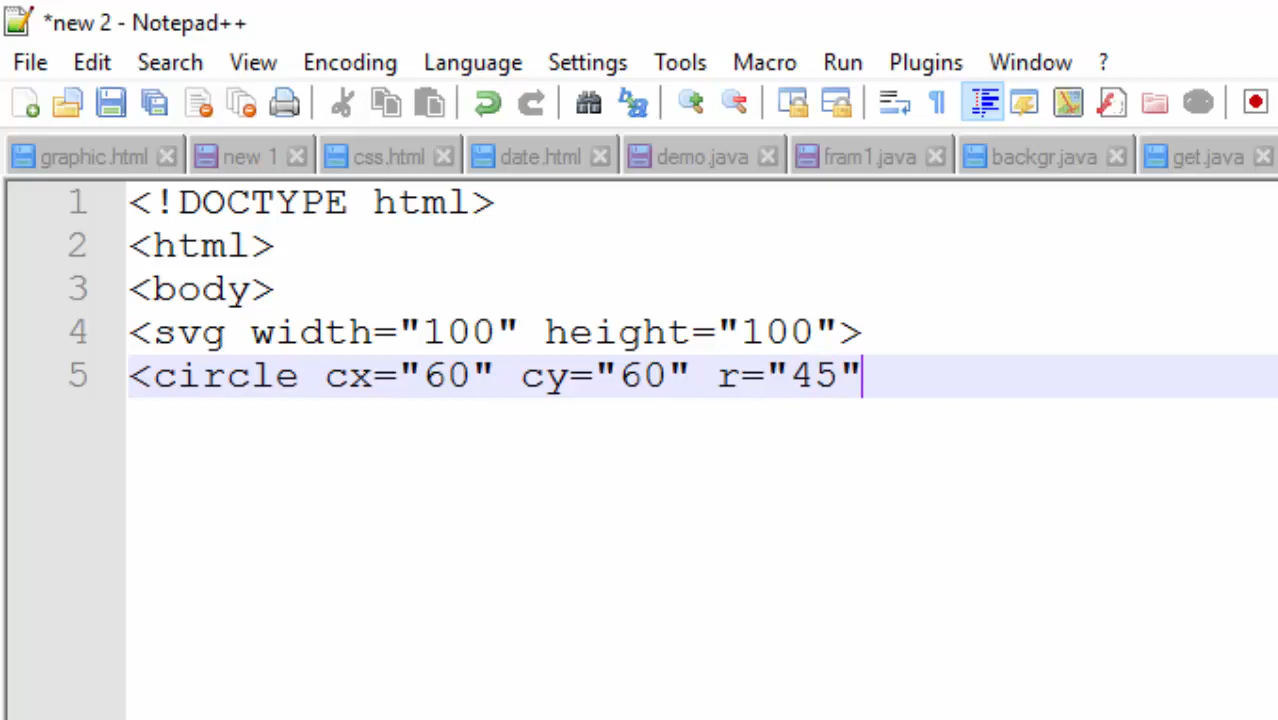 *new 2 - Notepad++
File Edit Search View Encoding Language Settings Tools Macro Run Plugins Window ?
graphic.html new 1 css.html date.html demo.java fram1.java backgr.java get.java
1 <!DOCTYPE html>
2 <html>
3 <body>
4 <svg width="100" height="100">
5 <circle cx="60" cy="60" r="45"